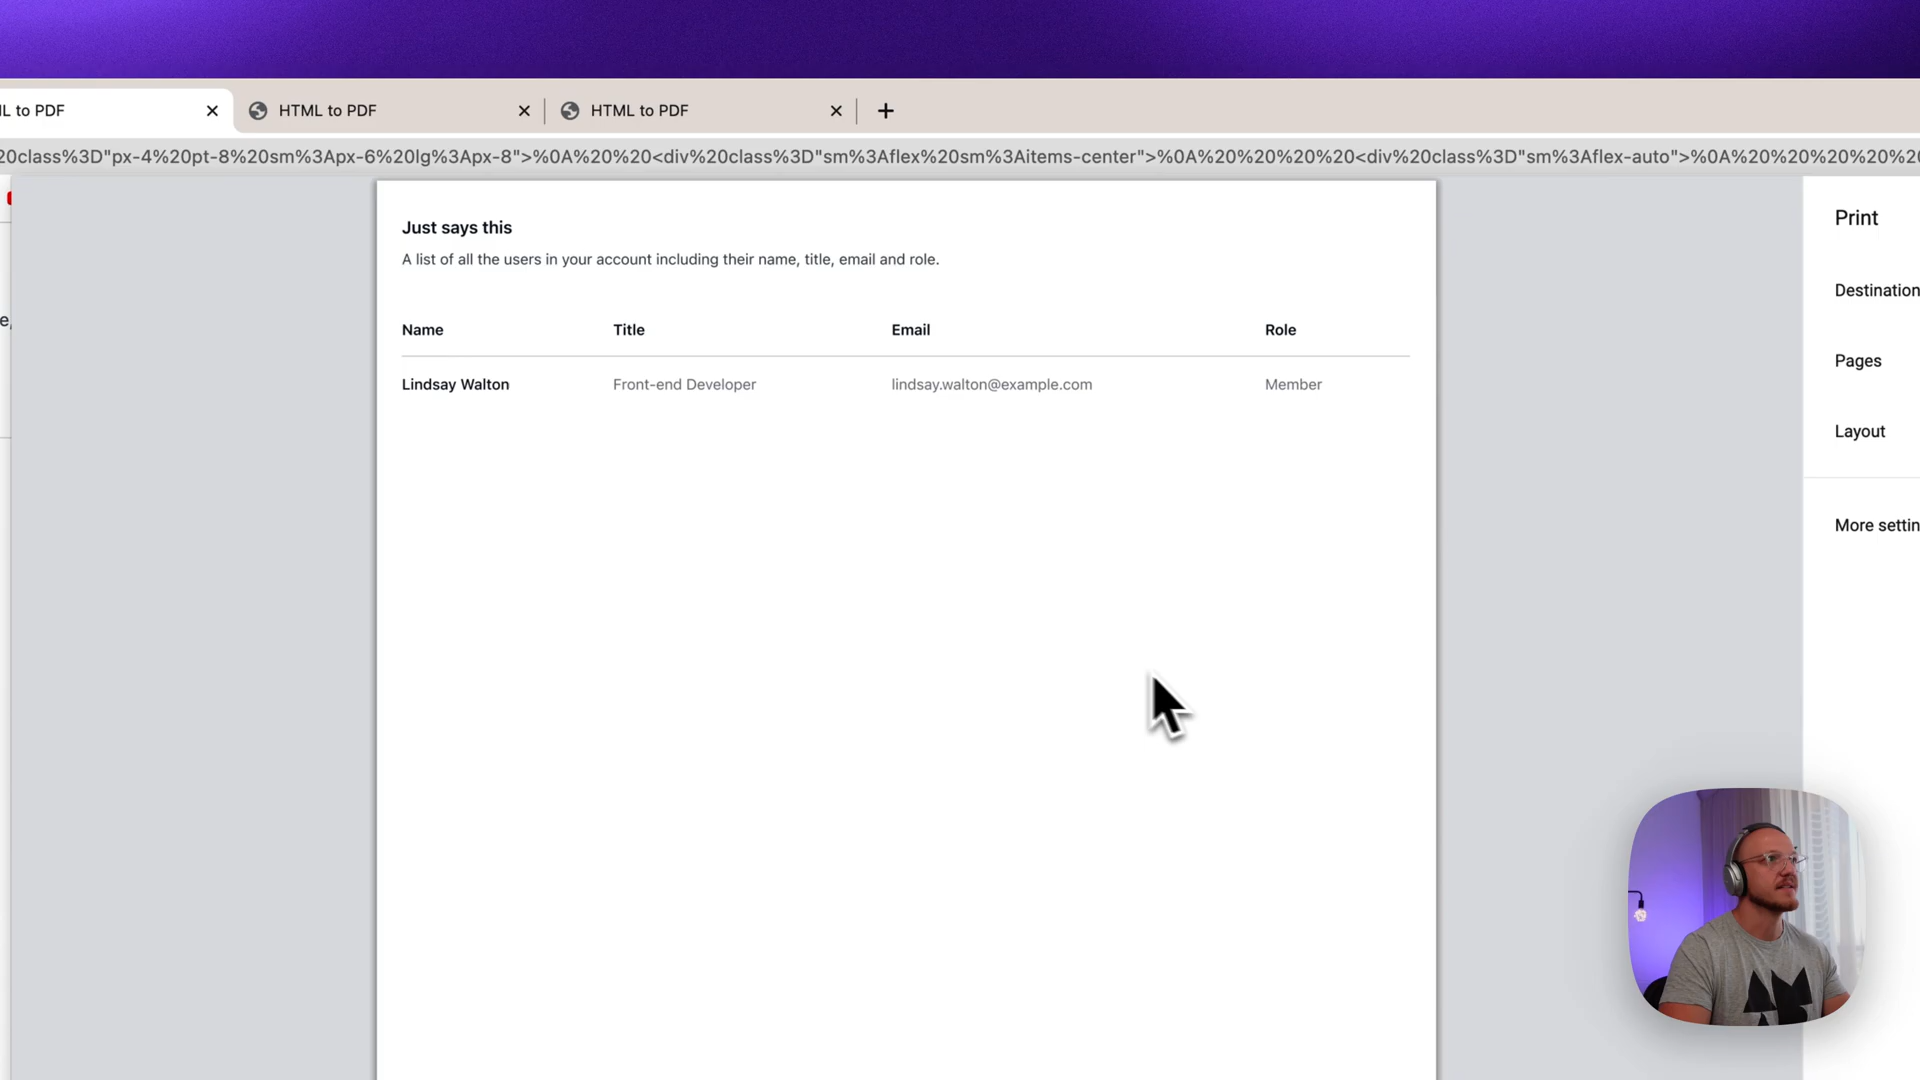 L to PDF
HTML to PDF
HTML to PDF
20class%3D"px-4%20pt-8%20sm%3Apx-6%20lg%3Apx-8">%0A%20%20<div%20class%3D"sm%3Aflex%20sm%3Aitems-center">%0A%20%20%20%20<div%20class%3D"sm%3Aflex-auto">%0A%20%20%20%20%20%20
Just says this
A list of all the users in your account including their name, title, email and role.
Name Title Email Role
Lindsay Walton Front-end Developer lindsay.walton@example.com Member
e,
Print
Destination
Pages
Layout
More settin